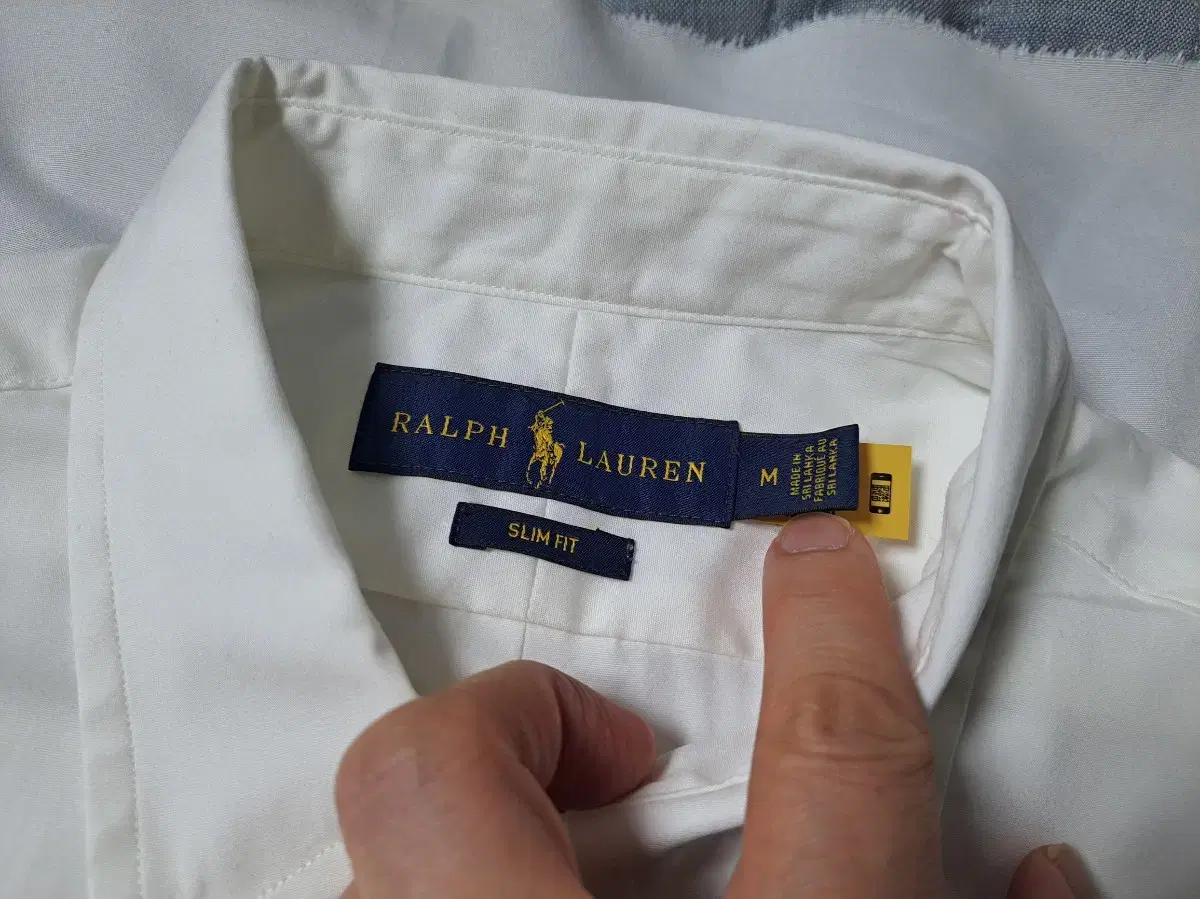 RALPH LAUREN
M
MADE IN
SRI LANKA
FABRIQUE AU
SRI LANKA
SLIM FIT